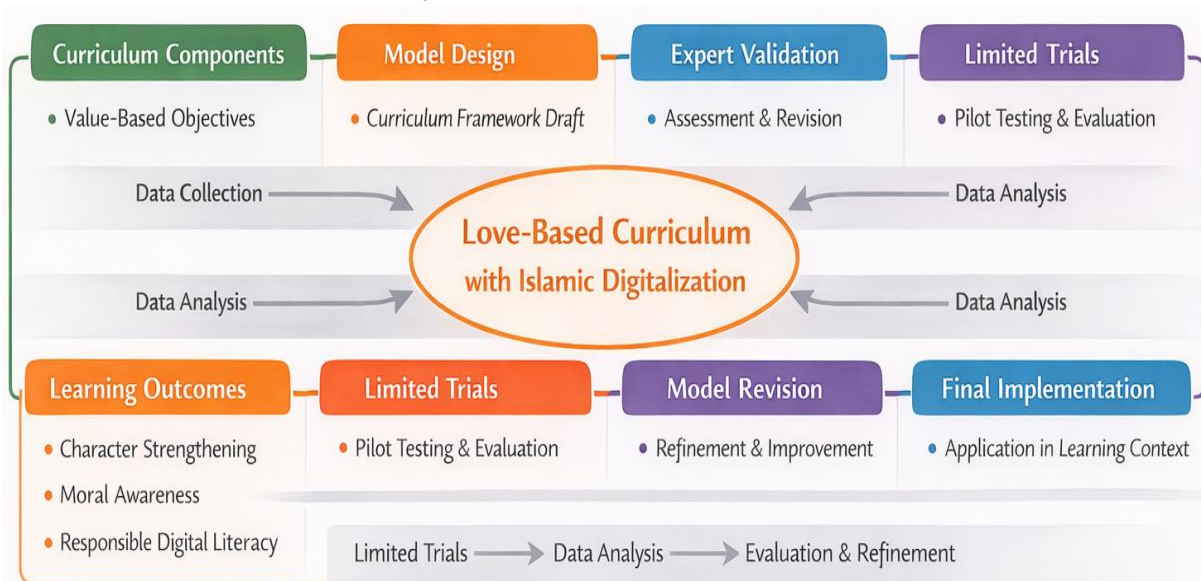 Curriculum Components
Model Design
Expert Validation
Limited Trials
• Value-Based Objectives
• Curriculum Framework Draft
• Assessment & Revision
• Pilot Testing & Evaluation
Data Collection
Data Analysis
Love-Based Curriculum
with Islamic Digitalization
Data Analysis
Data Analysis
Learning Outcomes
Limited Trials
Model Revision
Final Implementation
• Character Strengthening
• Moral Awareness
• Responsible Digital Literacy
• Pilot Testing & Evaluation
• Refinement & Improvement
• Application in Learning Context
Limited Trials → Data Analysis → Evaluation & Refinement